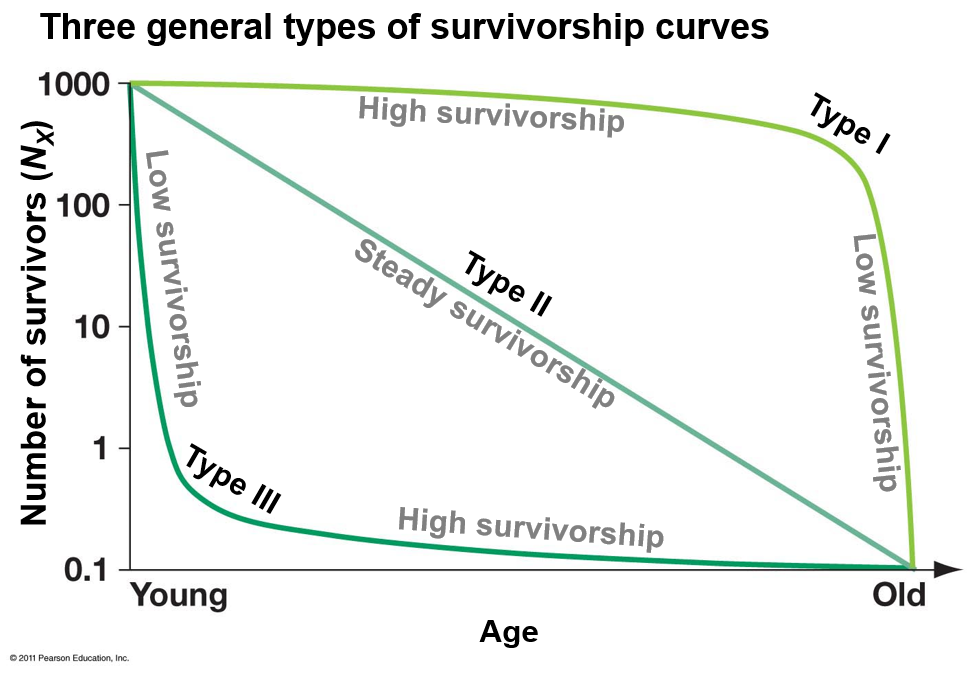 Three general types of survivorship curves
Number of survivors (Nx)
1000
100
10
1
0.1
High survivorship
Type I
Low survivorship
Low survivorship
Type II
Steady survivorship
Type III
High survivorship
Young
Old
Age
© 2011 Pearson Education, Inc.